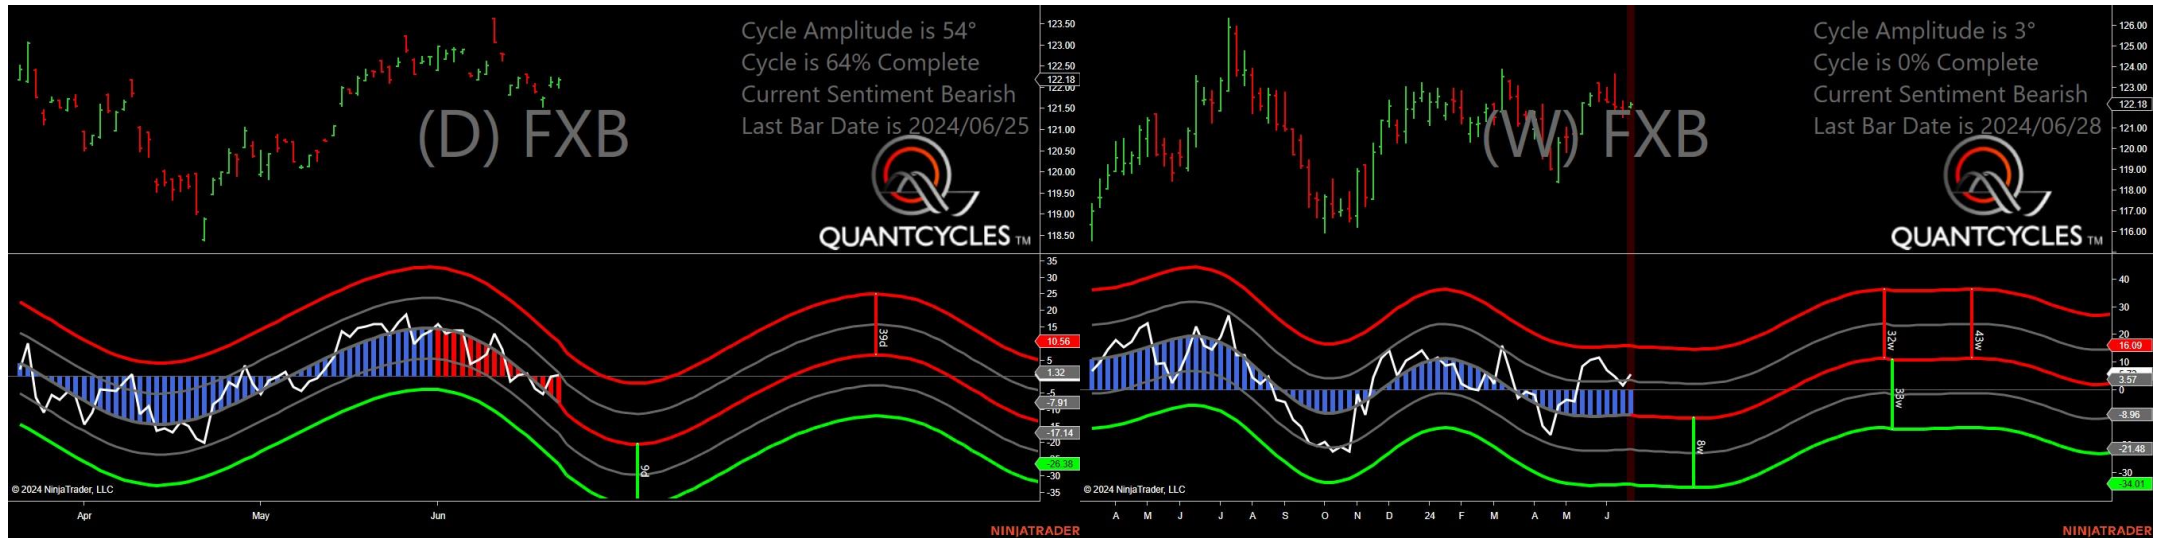 Cycle Amplitude is 54°
Cycle is 64% Complete
Current Sentiment Bearish
Last Bar Date is 2024/06/25
(D) FXB
QUANTCYCLES TM
123.50
123.00
122.50
122.18
122.00
121.50
121.00
120.50
120.00
119.50
119.00
118.50
35
30
25
20
15
10.56
5
1.32
-5
-7.91
-10
-17.14
-20
-26.38
-30
-35
39d
9d
© 2024 NinjaTrader, LLC
Apr May Jun
NINJATRADER
Cycle Amplitude is 3°
Cycle is 0% Complete
Current Sentiment Bearish
Last Bar Date is 2024/06/28
(W) FXB
QUANTCYCLES TM
126.00
125.00
124.00
123.00
122.18
121.00
120.00
119.00
118.00
117.00
116.00
40
30
20
16.09
10
3.57
0
-8.96
-21.48
-30
-34.01
32w
43w
33w
8w
© 2024 NinjaTrader, LLC
A M J J A S O N D 24 F M A M J
NINJATRADER